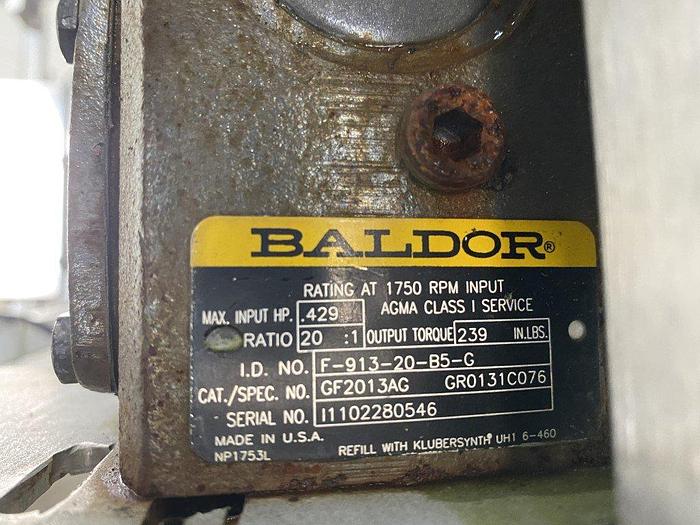 BALDOR®
RATING AT 1750 RPM INPUT
MAX. INPUT HP. .429 AGMA CLASS I SERVICE
RATIO 20 :1 OUTPUT TORQUE 239 IN.LBS.
I.D. NO. F-913-20-B5-G
CAT./SPEC. NO. GF2013AG GR0131C076
SERIAL NO. I1102280546
MADE IN U.S.A.
NP1753L REFILL WITH KLUBERSYNTH® UH1 6-460